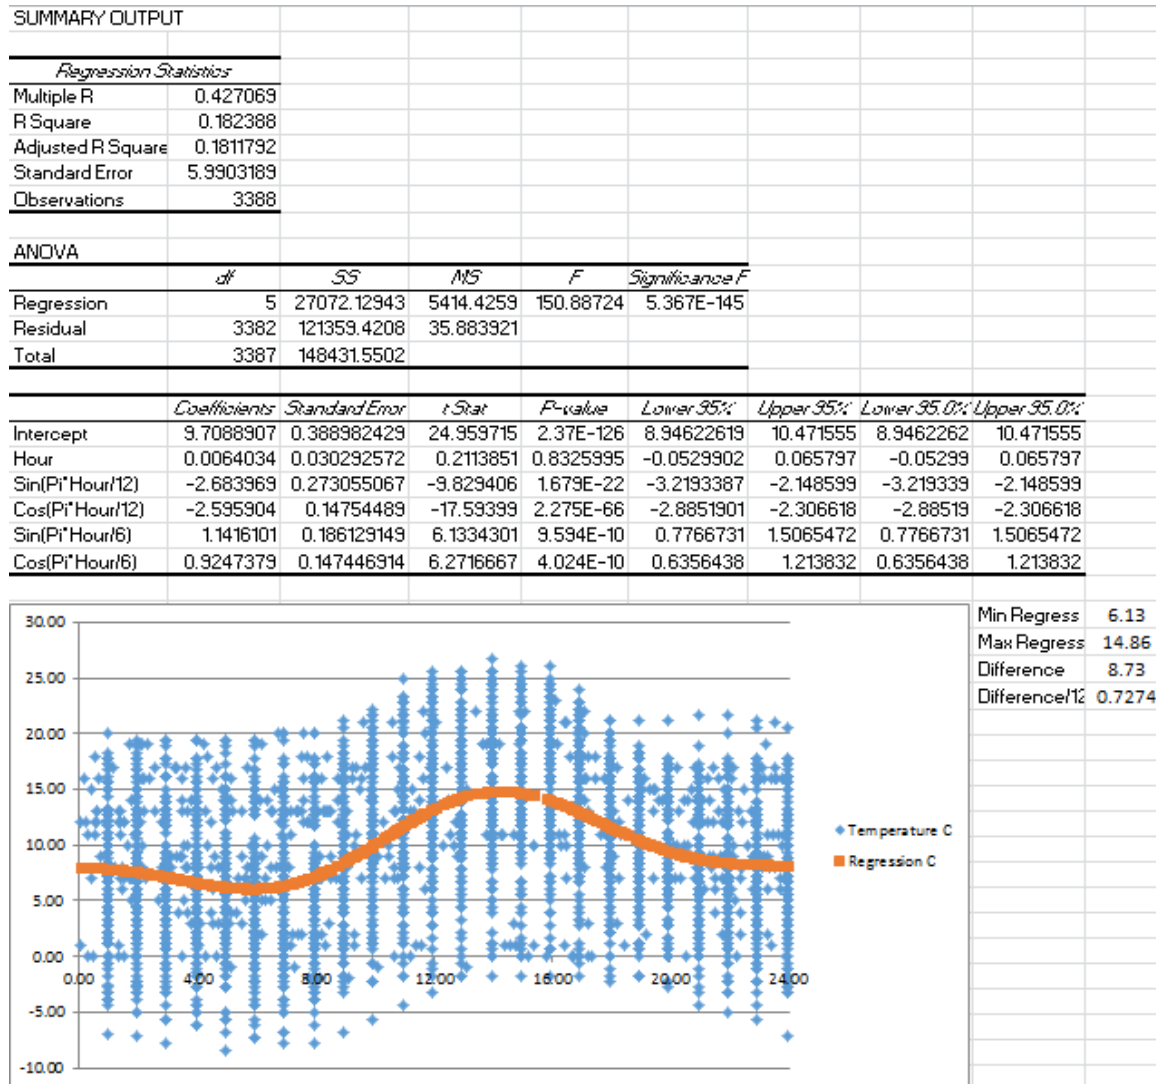 SUMMARY OUTPUT
Regression Statistics
Multiple R 0.427069
R Square 0.182388
Adjusted R Square 0.1811792
Standard Error 5.9903189
Observations 3388
ANOVA
df SS MS F Significance F
Regression 5 27072.12943 5414.4259 150.88724 5.367E-145
Residual 3382 121359.4208 35.883921
Total 3387 148431.5502
Coefficients Standard Error t Stat P-value Lower 95% Upper 95% Lower 95.0% Upper 95.0%
Intercept 9.7088907 0.388982429 24.959715 2.37E-126 8.94622619 10.471555 8.9462262 10.471555
Hour 0.0064034 0.030292572 0.2113851 0.8325995 -0.0529902 0.065797 -0.05299 0.065797
Sin(Pi*Hour/12) -2.683969 0.273055067 -9.829406 1.679E-22 -3.2193387 -2.148599 -3.219339 -2.148599
Cos(Pi*Hour/12) -2.595904 0.14754489 -17.59399 2.275E-66 -2.8851901 -2.306618 -2.88519 -2.306618
Sin(Pi*Hour/6) 1.1416101 0.186129149 6.1334301 9.594E-10 0.7766731 1.5065472 0.7766731 1.5065472
Cos(Pi*Hour/6) 0.9247379 0.147446914 6.2716667 4.024E-10 0.6356438 1.213832 0.6356438 1.213832
Min Regress 6.13
Max Regress 14.86
Difference 8.73
Difference/12 0.7274
30.00
25.00
20.00
15.00
10.00
5.00
0.00
-5.00
-10.00
0.00 4.00 8.00 12.00 16.00 20.00 24.00
Temperature C
Regression C